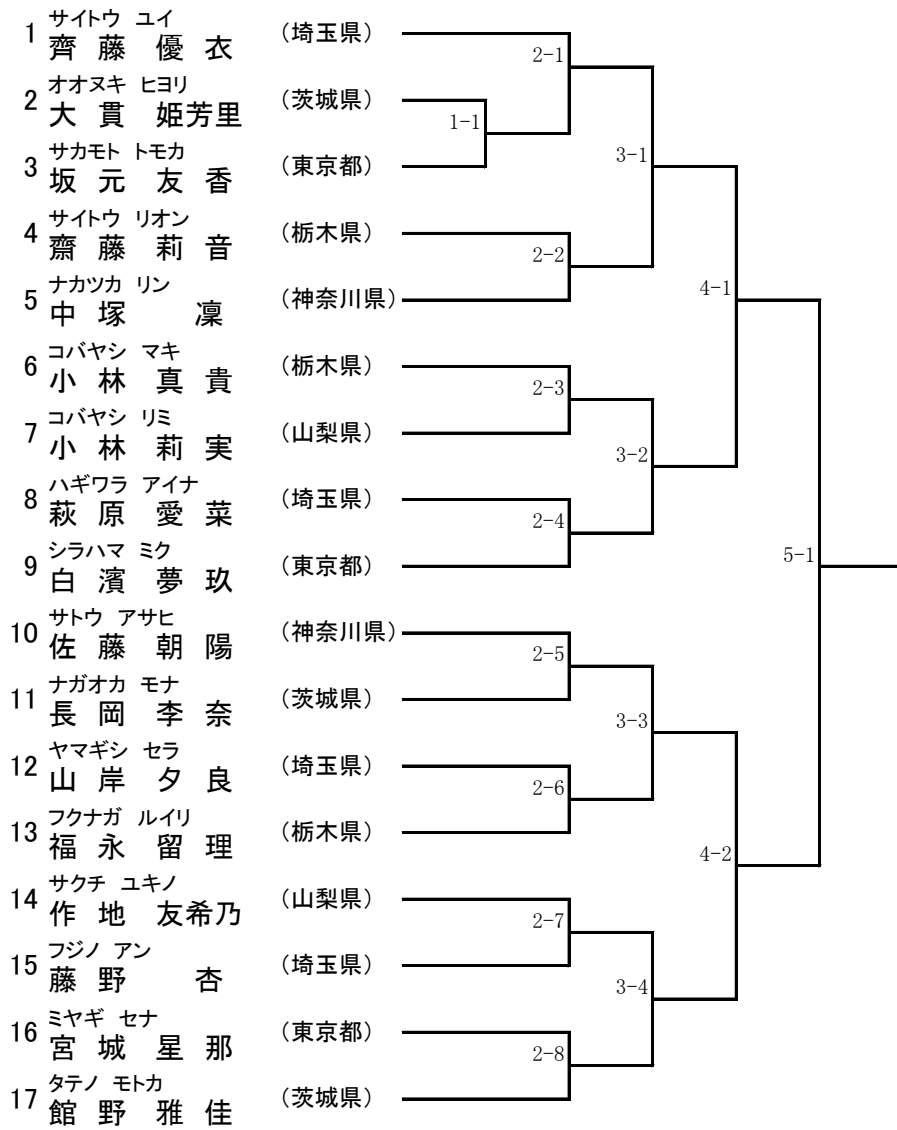 サイトウ ユイ
1 齊藤 優衣 (埼玉県)
2-1
オオヌキ ヒヨリ
2 大貫 姫芳里 (茨城県)
1-1
3-1
サカモト トモカ
3 坂元 友香 (東京都)
サイトウ リオン
4 齋藤 莉音 (栃木県)
2-2
ナカツカ リン
5 中塚 凜 (神奈川県)
4-1
コバヤシ マキ
6 小林 真貴 (栃木県)
2-3
コバヤシ リミ
7 小林 莉実 (山梨県)
3-2
ハギワラ アイナ
8 萩原 愛菜 (埼玉県)
2-4
シラハマ ミク
9 白濱 夢玖 (東京都)
5-1
サトウ アサヒ
10 佐藤 朝陽 (神奈川県)
2-5
ナガオカ モナ
11 長岡 李奈 (茨城県)
3-3
ヤマギシ セラ
12 山岸 夕良 (埼玉県)
2-6
フクナガ ルイリ
13 福永 留理 (栃木県)
4-2
サクチ ユキノ
14 作地 友希乃 (山梨県)
2-7
フジノ アン
15 藤野 杏 (埼玉県)
3-4
ミヤギ セナ
16 宮城 星那 (東京都)
2-8
タテノ モトカ
17 館野 雅佳 (茨城県)